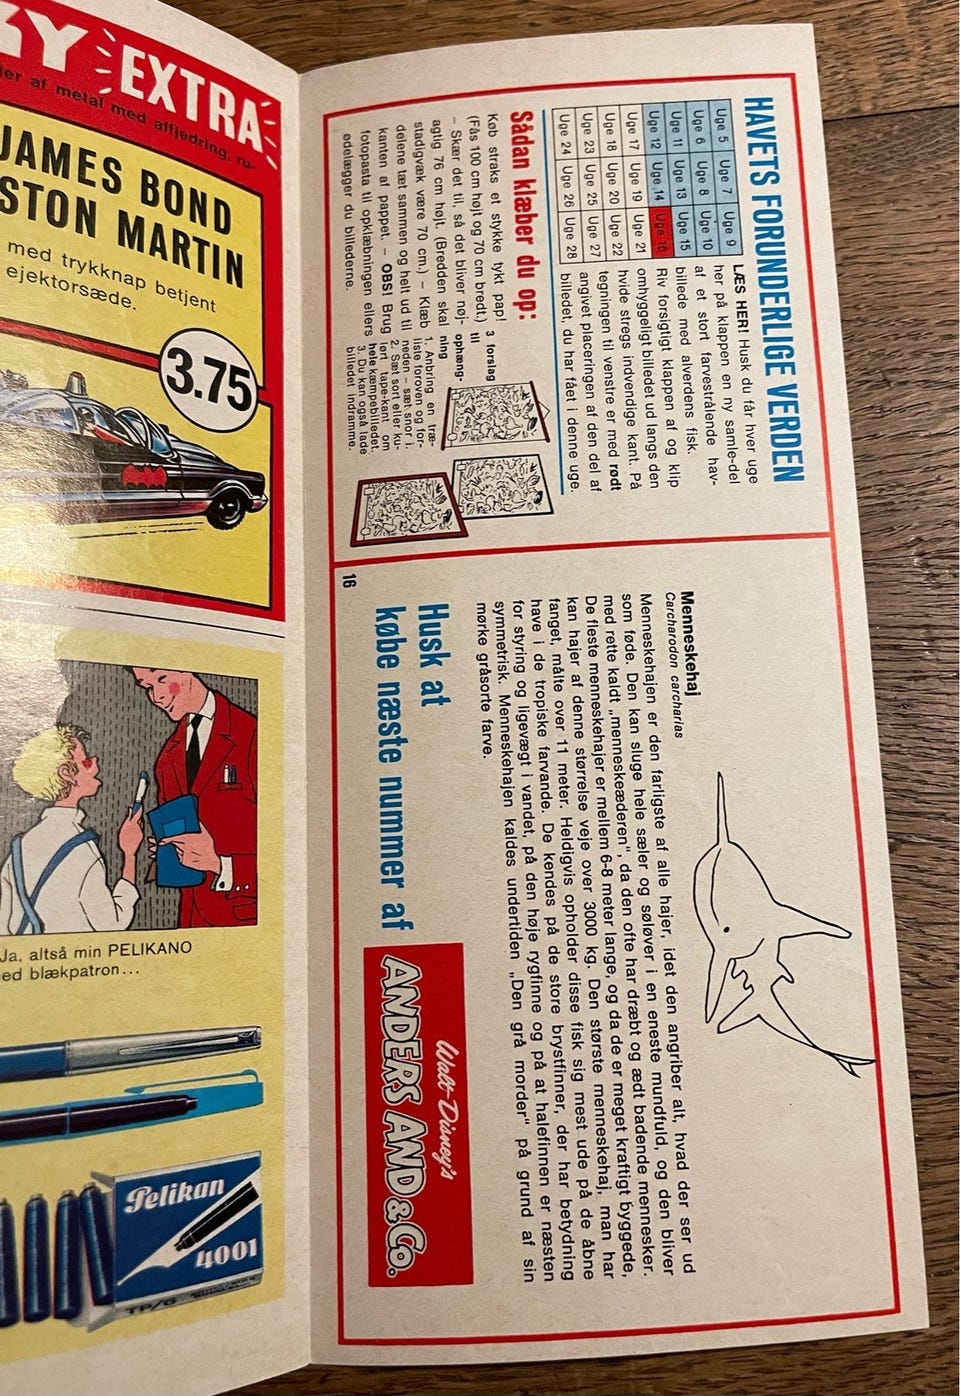 KY EXTRA
ler af metal med affjedring, ru-
JAMES BOND
STON MARTIN
med trykknap betjent
ejektorsæde.
3.75
Ja, altså min PELIKANO
ed blækpatron...
Pelikan
4001
TP/6
HAVETS FORUNDERLIGE VERDEN
Uge 5 Uge 7 Uge 9
Uge 6 Uge 8 Uge 10
Uge 11 Uge 13 Uge 15
Uge 12 Uge 14 Uge 16
Uge 17 Uge 19 Uge 21
Uge 18 Uge 20 Uge 22
Uge 23 Uge 25 Uge 27
Uge 24 Uge 26 Uge 28
LÆS HER! Husk du får hver uge
her på klappen en ny samle-del
af et stort farvestrålende hav-
billede med alverdens fisk.
Riv forsigtigt klappen af og klip
omhyggeligt billedet ud langs den
hvide stregs indvendige kant. På
tegningen til venstre er med rødt
angivet placeringen af den del af
billedet, du har fået i denne uge.
Sådan klæber du op:
Køb straks et stykke tykt pap!
(Fås 100 cm højt og 70 cm bredt.)
– Skær det til, så det bliver nøj-
agtig 76 cm højt. (Bredden skal
stadigvæk være 70 cm.) – Klæb
delene tæt sammen og helt ud til
kanten af pappet. – OBS! Brug
fotopasta til opklæbningen ellers
ødelægger du billederne.
3 forslag
til
ophæng-
ning
1. Anbring en træ-
liste foroven og for-
neden – sæt snor i.
2. Sæt sort eller ku-
lørt tape-kant om
hele kæmpebilledet.
3. Du kan også lade
billedet indramme.
16
Menneskehaj
Carcharodon carcharias
Menneskehajen er den farligste af alle hajer, idet den angriber alt, hvad der ser ud
som føde. Den kan sluge hele sæler og søløver i en eneste mundfuld, og den bliver
med rette kaldt „menneskeæderen", da den ofte har dræbt og ædt badende mennesker.
De fleste menneskehajer er mellem 6-8 meter lange, og da de er meget kraftigt byggede,
kan hajer af denne størrelse veje over 3000 kg. Den største menneskehaj, man har
fanget, målte over 11 meter. Heldigvis opholder disse fisk sig mest ude på de åbne
have i de tropiske farvande. De kendes på de store brystfinner, der har betydning
for styring og ligevægt i vandet, på den høje rygfinne og på at halefinnen er næsten
symmetrisk. Menneskehajen kaldes undertiden „Den grå morder" på grund af sin
mørke gråsorte farve.
Husk at
købe næste nummer af
Walt Disney's
ANDERS AND & Co.